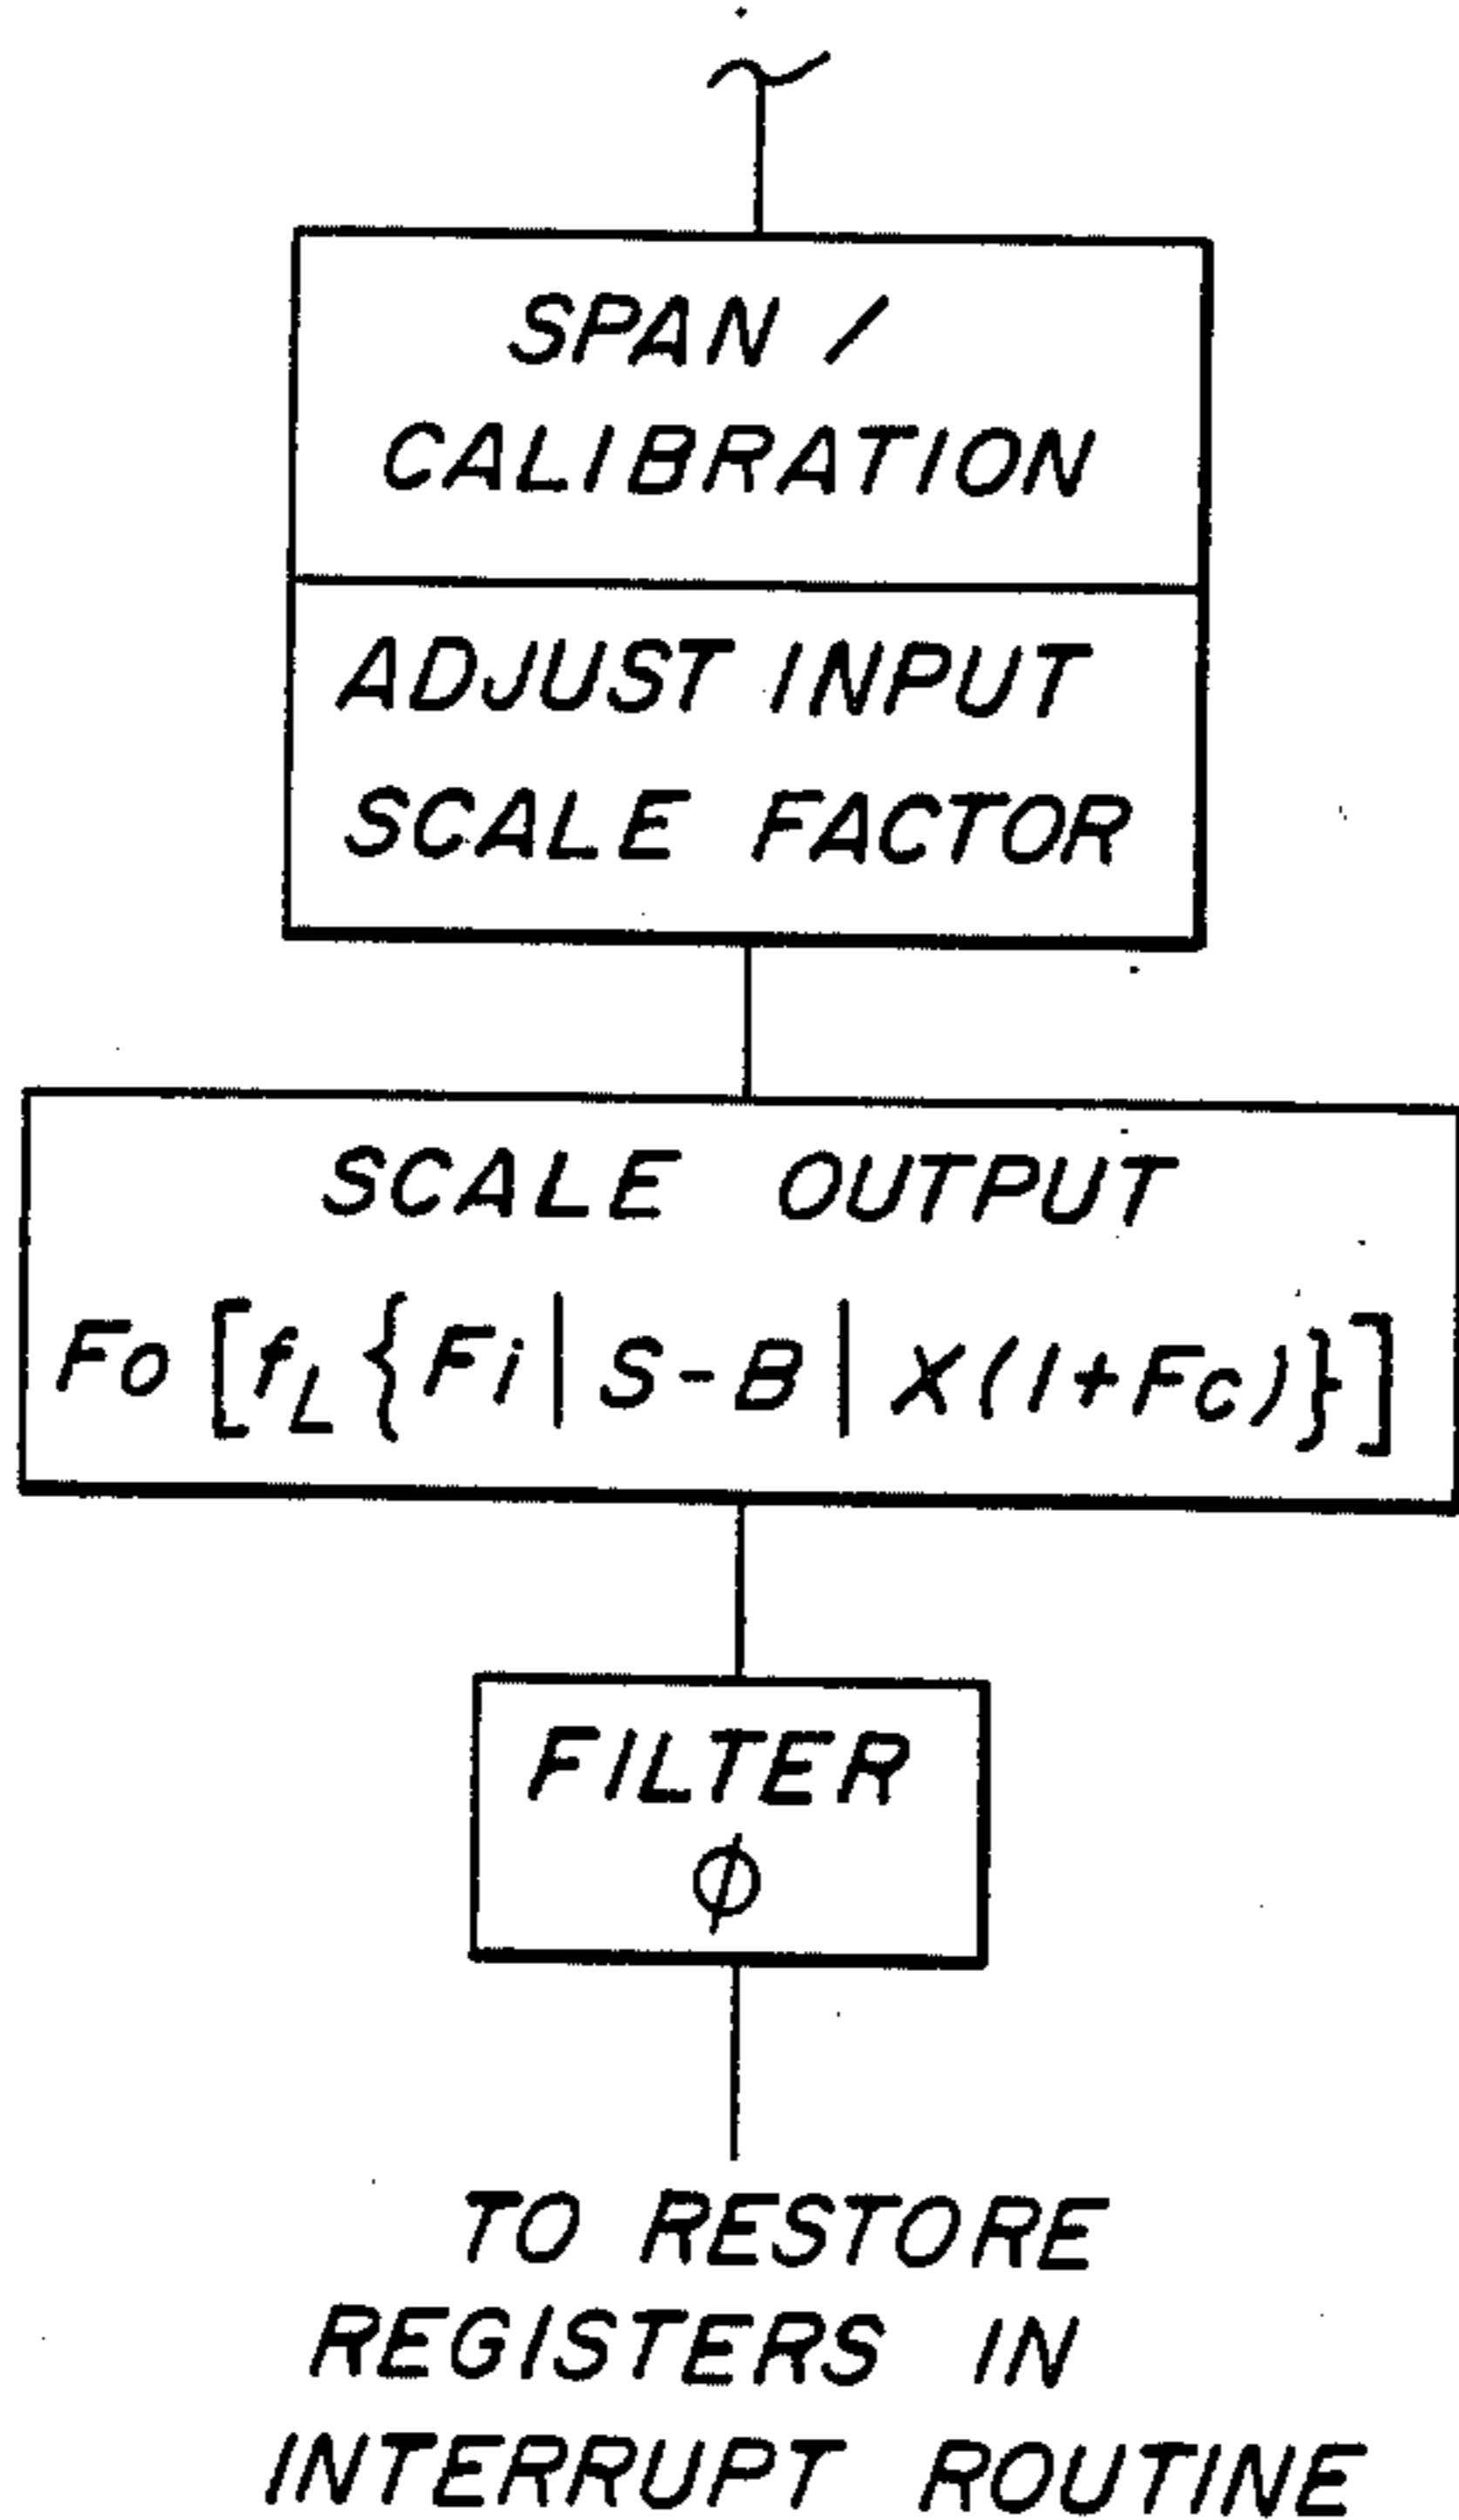 SPAN /
CALIBRATION
ADJUST INPUT
SCALE FACTOR
SCALE OUTPUT
Fo[fL{Fi|S-B|X(1+Fc)}]
FILTER
φ
TO RESTORE
REGISTERS IN
INTERRUPT ROUTINE